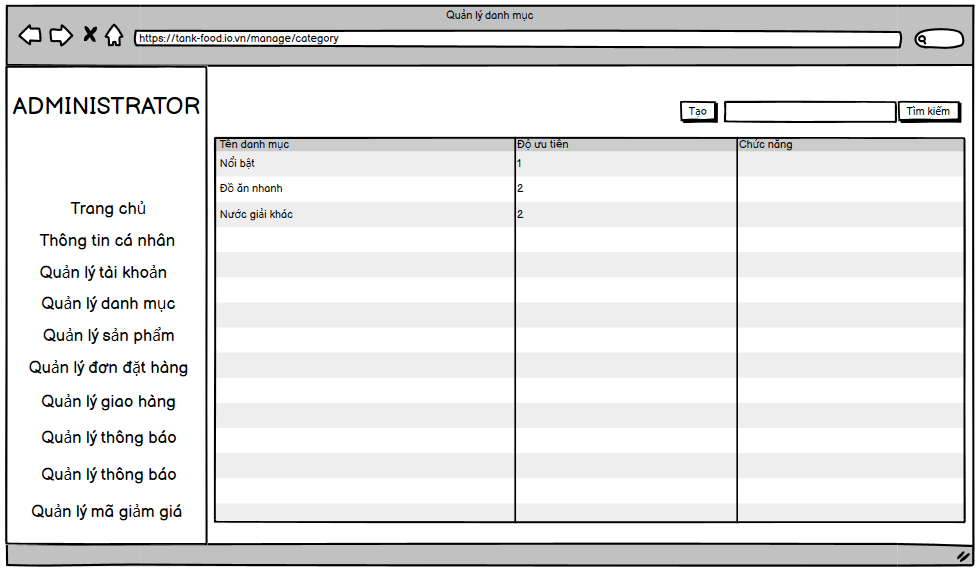 Quản lý danh mục
https://tank-food.io.vn/manage/category
ADMINISTRATOR
Trang chủ
Thông tin cá nhân
Quản lý tài khoản
Quản lý danh mục
Quản lý sản phẩm
Quản lý đơn đặt hàng
Quản lý giao hàng
Quản lý thông báo
Quản lý thông báo
Quản lý mã giảm giá
Tạo
Tìm kiếm
Tên danh mục Độ ưu tiên Chức năng
Nổi bật 1
Đồ ăn nhanh 2
Nước giải khác 2